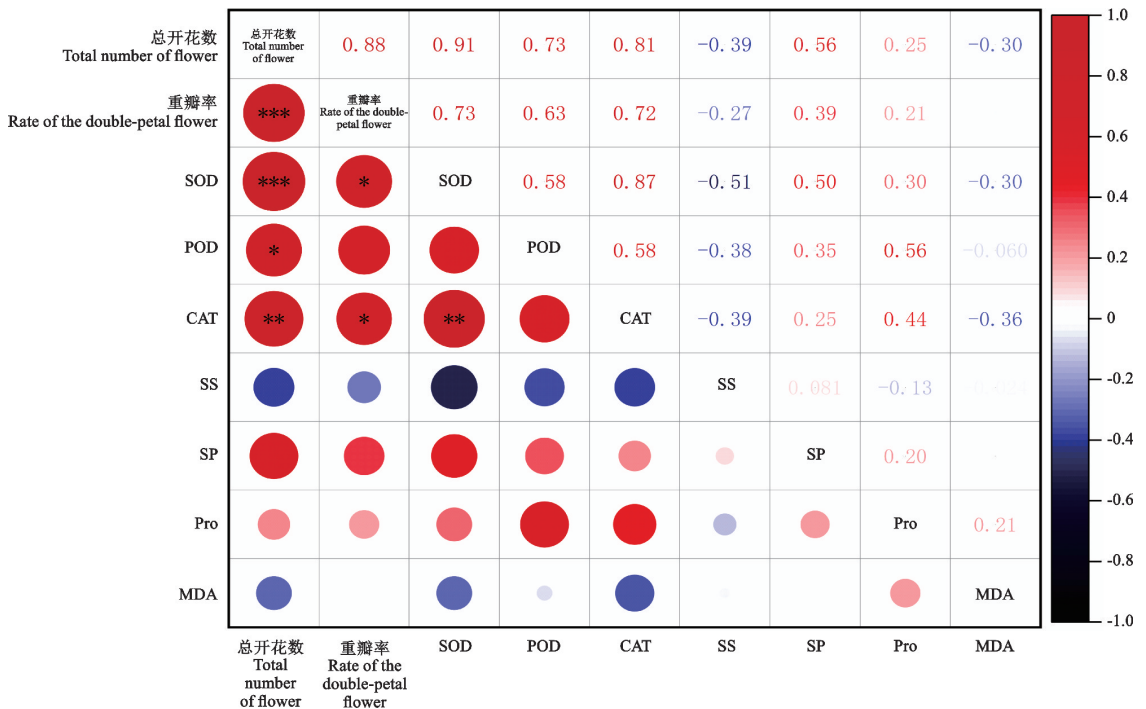 总开花数
Total number of flower
总开花数
Total number
of flower
0.88
0.91
0.73
0.81
-0.39
0.56
0.25
-0.30
重瓣率
Rate of the double-petal flower
***
重瓣率
Rate of the double-
petal flower
0.73
0.63
0.72
-0.27
0.39
0.21
SOD
***
*
SOD
0.58
0.87
-0.51
0.50
0.30
-0.30
POD
*
POD
0.58
-0.38
0.35
0.56
-0.060
CAT
**
*
**
CAT
-0.39
0.25
0.44
-0.36
SS
SS
0.081
-0.13
SP
SP
0.20
Pro
Pro
0.21
MDA
MDA
总开花数
Total
number
of flower
重瓣率
Rate of the
double-petal
flower
SOD
POD
CAT
SS
SP
Pro
MDA
1.0
0.8
0.6
0.4
0.2
0
-0.2
-0.4
-0.6
-0.8
-1.0